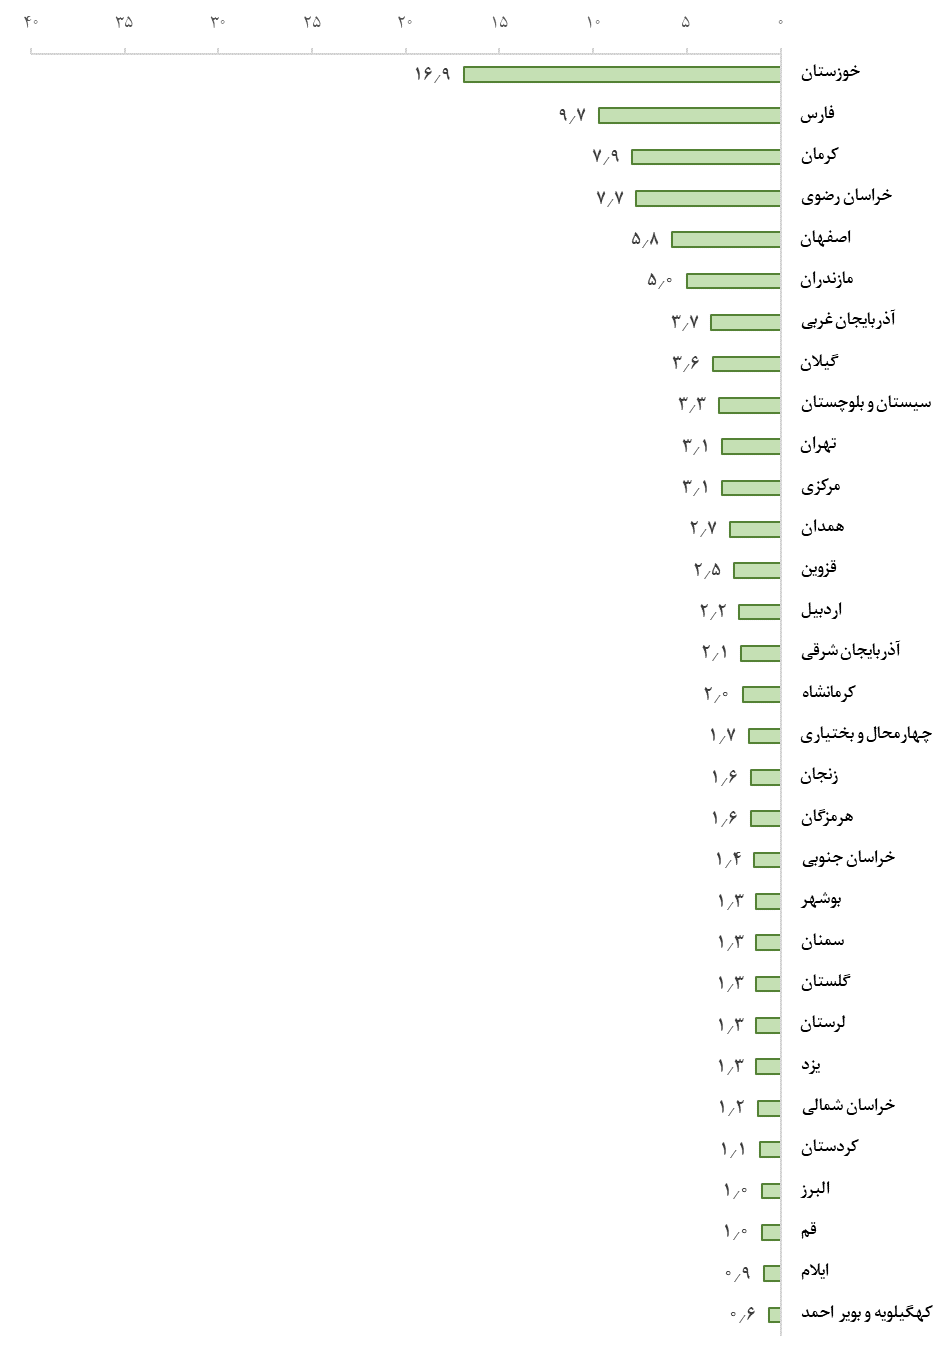 ۰ ۵ ۱۰ ۱۵ ۲۰ ۲۵ ۳۰ ۳۵ ۴۰
خوزستان ۱۶٫۹
فارس ۹٫۷
کرمان ۷٫۹
خراسان رضوی ۷٫۷
اصفهان ۵٫۸
مازندران ۵٫۰
آذربایجان غربی ۳٫۷
گیلان ۳٫۶
سیستان و بلوچستان ۳٫۳
تهران ۳٫۱
مرکزی ۳٫۱
همدان ۲٫۷
قزوین ۲٫۵
اردبیل ۲٫۲
آذربایجان شرقی ۲٫۱
کرمانشاه ۲٫۰
چهارمحال و بختیاری ۱٫۷
زنجان ۱٫۶
هرمزگان ۱٫۶
خراسان جنوبی ۱٫۴
بوشهر ۱٫۳
سمنان ۱٫۳
گلستان ۱٫۳
لرستان ۱٫۳
یزد ۱٫۳
خراسان شمالی ۱٫۲
کردستان ۱٫۱
البرز ۱٫۰
قم ۱٫۰
ایلام ۰٫۹
کهگیلویه و بویر احمد ۰٫۶